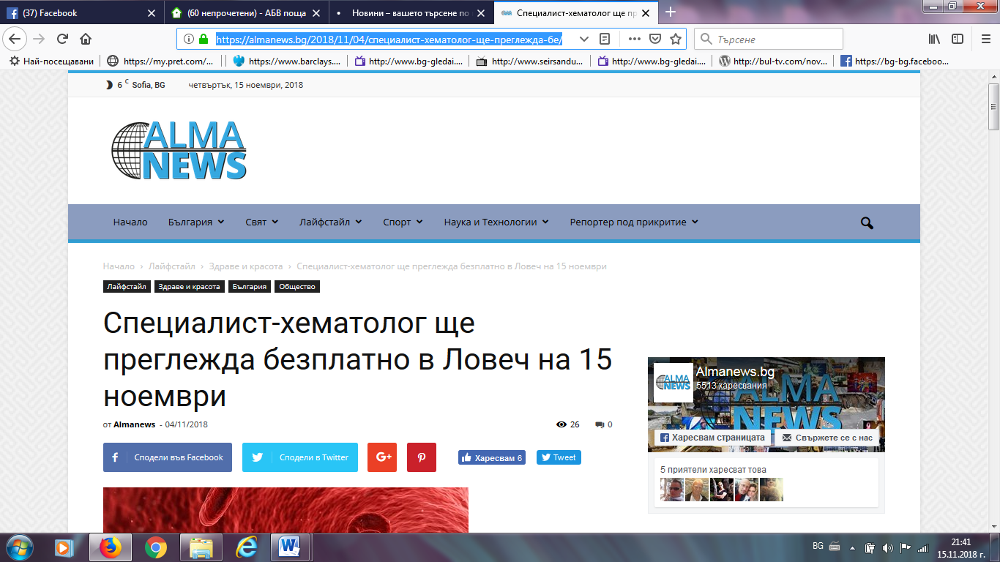 (37) Facebook
(60 непрочетени) - АБВ поща
Новини – вашето търсене по
Специалист-хематолог ще пр
https://almanews.bg/2018/11/04/специалист-хематолог-ще-преглежда-бе/
Търсене
Най-посещавани
https://my.pret.com/...
https://www.barclays....
http://www.bg-gledai....
http://www.seirsandu...
http://www.bg-gledai....
http://bul-tv.com/nov...
https://bg-bg.faceboo...
6 C Sofia, BG
четвъртък, 15 ноември, 2018
ALMA
NEWS
Начало
България
Свят
Лайфстайл
Спорт
Наука и Технологии
Репортер под прикритие
Начало › Лайфстайл › Здраве и красота › Специалист-хематолог ще преглежда безплатно в Ловеч на 15 ноември
Лайфстайл
Здраве и красота
България
Общество
Специалист-хематолог ще
преглежда безплатно в Ловеч на 15
ноември
от Almanews - 04/11/2018
26
0
Сподели във Facebook
Сподели в Twitter
G+
Харесвам 6
Tweet
ALMA
NEWS
Almanews.bg
5513 харесвания
ALMA
NEWS
Харесвам страницата
Свържете се с нас
5 приятели харесват това
BG
21:41
15.11.2018 г.